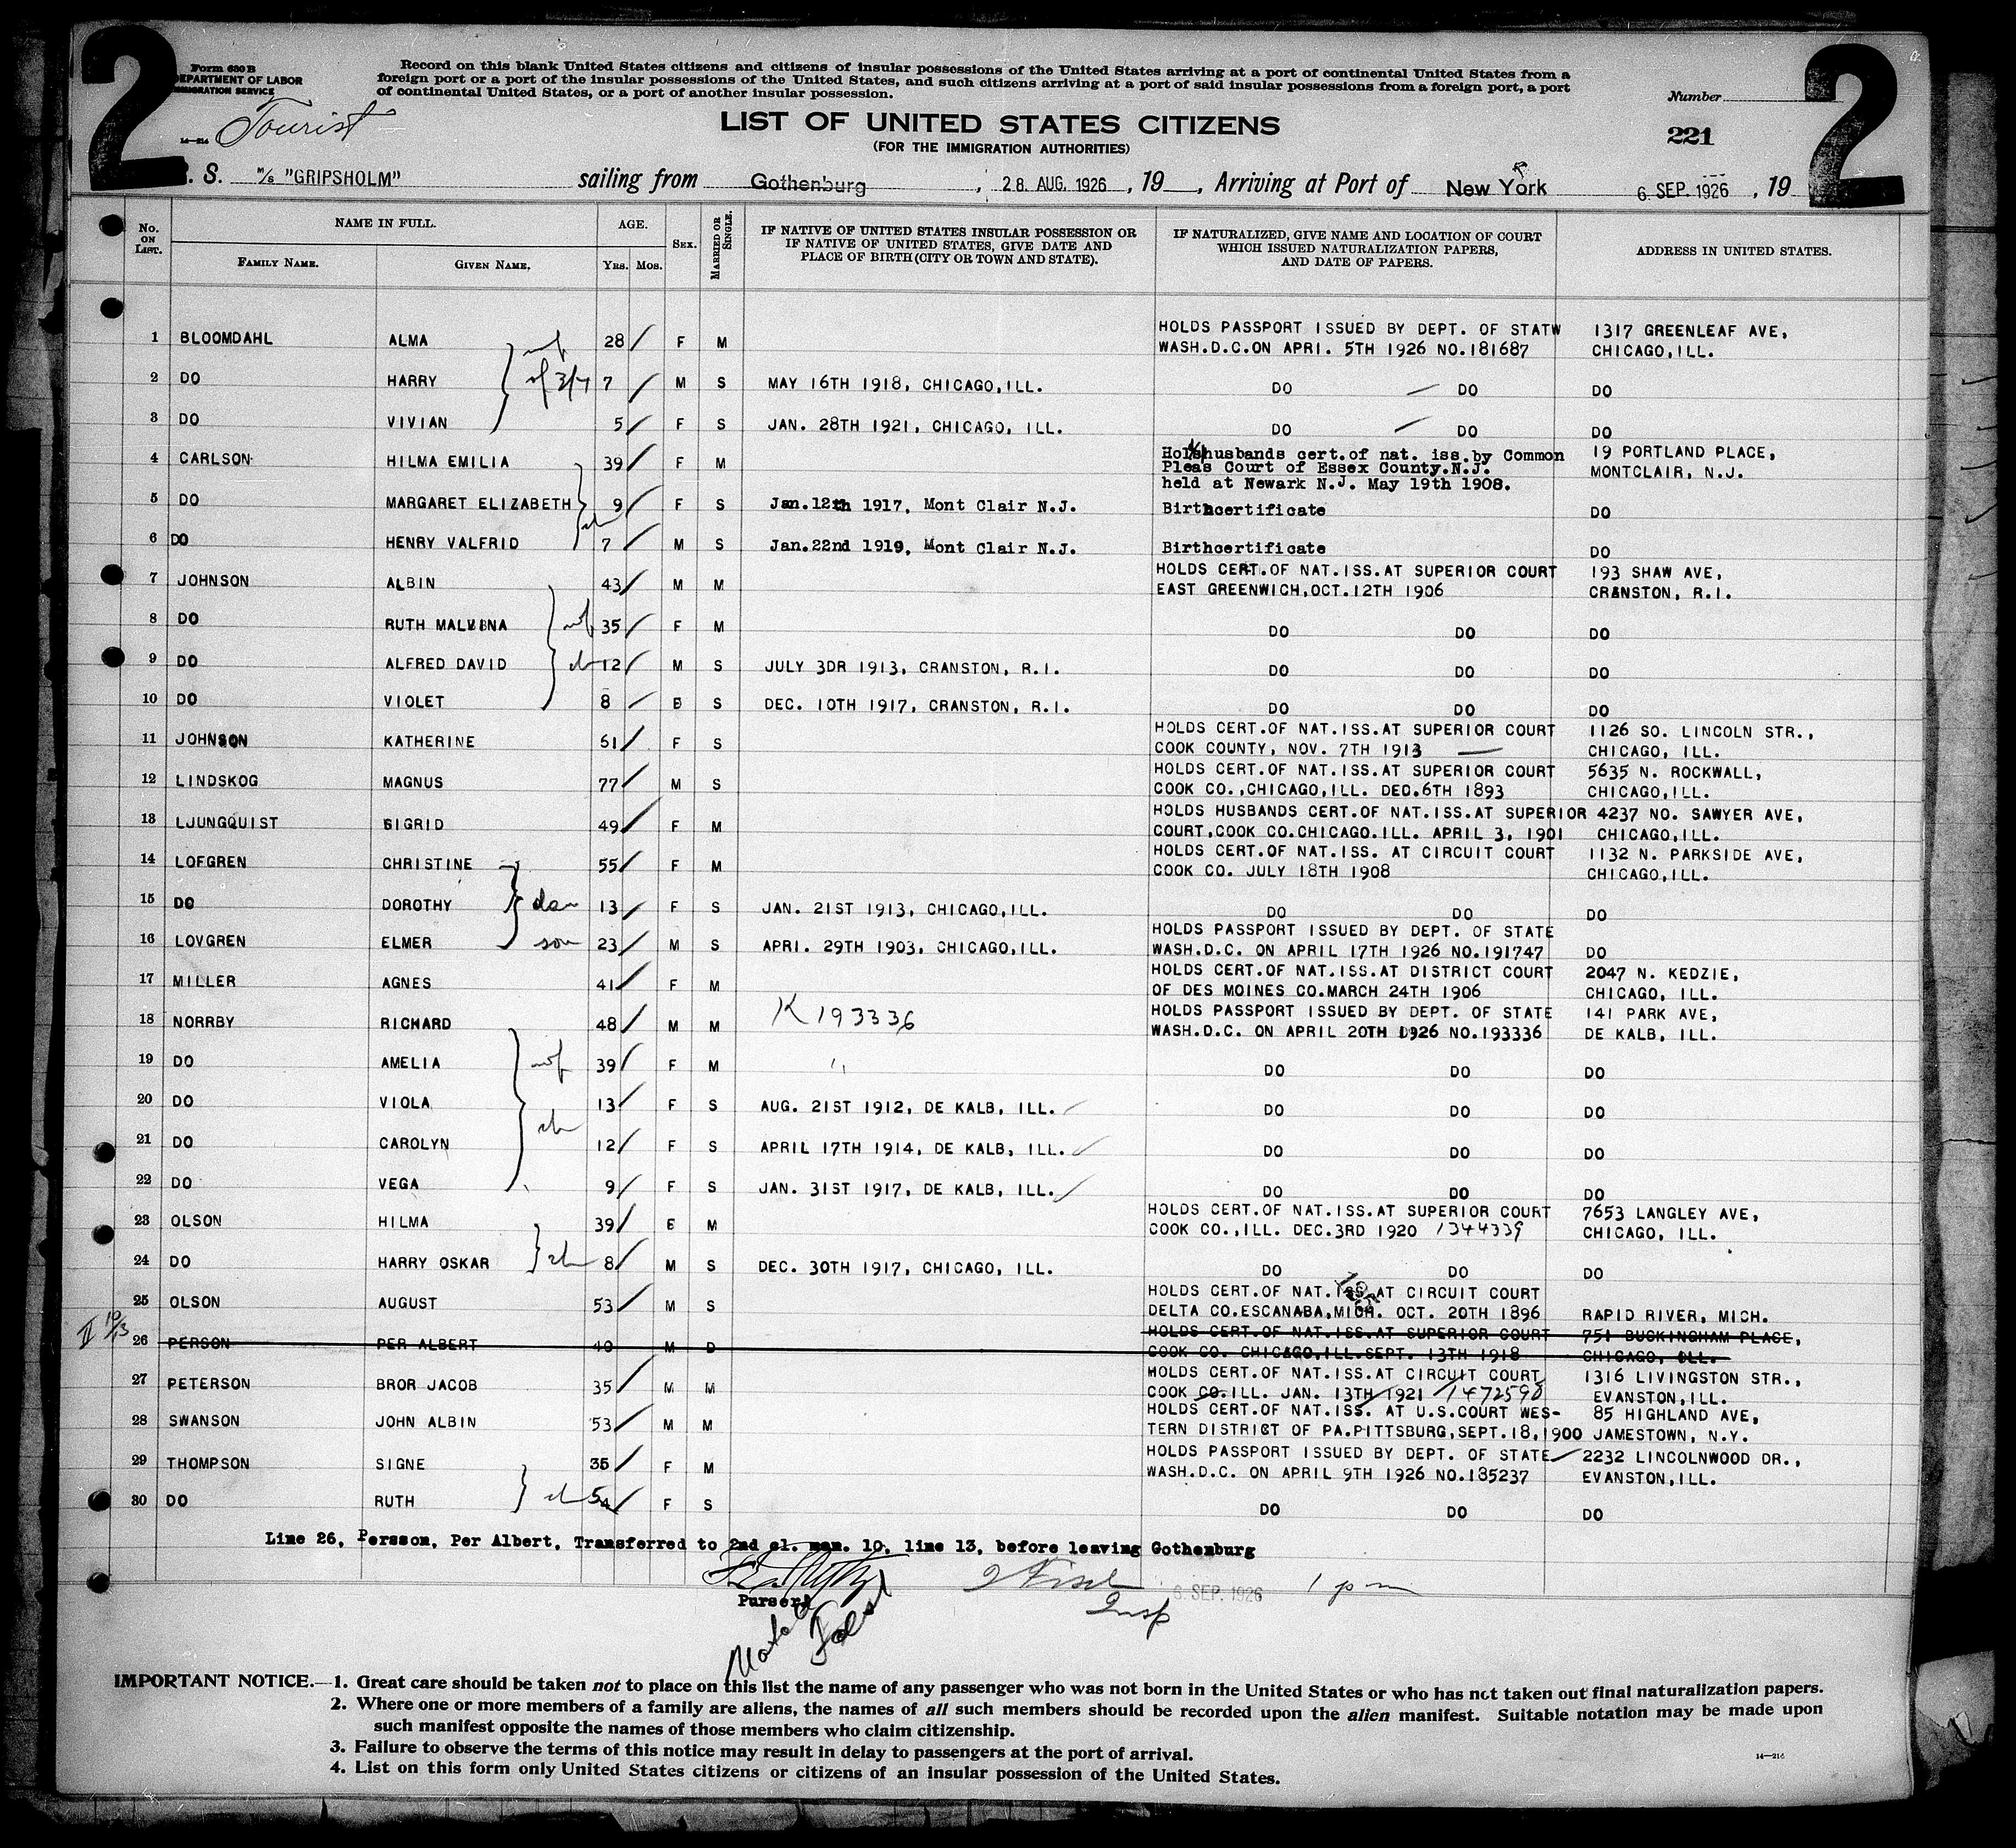 2 2
Form 630 B
DEPARTMENT OF LABOR
IMMIGRATION SERVICE
Record on this blank United States citizens and citizens of insular possessions of the United States arriving at a port of continental United States from a
foreign port or a port of the insular possessions of the United States, and such citizens arriving at a port of said insular possessions from a foreign port, a port
of continental United States, or a port of another insular possession.
Number
14—214 Tourist
LIST OF UNITED STATES CITIZENS
(FOR THE IMMIGRATION AUTHORITIES)
221
S. S. M/S "GRIPSHOLM" sailing from Gothenburg, 28. AUG. 1926, 19__, Arriving at Port of New York 6. SEP. 1926, 19
No. ON LIST. NAME IN FULL. AGE. SEX. MARRIED OR SINGLE. IF NATIVE OF UNITED STATES INSULAR POSSESSION OR IF NATIVE OF UNITED STATES, GIVE DATE AND PLACE OF BIRTH (CITY OR TOWN AND STATE). IF NATURALIZED, GIVE NAME AND LOCATION OF COURT WHICH ISSUED NATURALIZATION PAPERS, AND DATE OF PAPERS. ADDRESS IN UNITED STATES.
FAMILY NAME. GIVEN NAME. YRS. MOS.
1 BLOOMDAHL ALMA 28 F M HOLDS PASSPORT ISSUED BY DEPT. OF STATW 1317 GREENLEAF AVE,
WASH.D.C.ON APRI. 5TH 1926 NO.181687 CHICAGO,ILL.
2 DO HARRY 7 M S MAY 16TH 1918, CHICAGO,ILL. DO DO DO
3 DO VIVIAN 5 F S JAN. 28TH 1921, CHICAGO, ILL. DO DO DO
4 CARLSON HILMA EMILIA 39 F M Holds husbands cert.of nat. iss.by Common 19 PORTLAND PLACE,
Pleas Court of Essex County.N.J. MONTCLAIR, N.J.
held at Newark N.J. May 19th 1908.
5 DO MARGARET ELIZABETH 9 F S Jan.12th 1917, Mont Clair N.J. Birthcertificate DO
6 DO HENRY VALFRID 7 M S Jan.22nd 1919, Mont Clair N.J. Birthcertificate DO
7 JOHNSON ALBIN 43 M M HOLDS CERT.OF NAT.ISS.AT SUPERIOR COURT 193 SHAW AVE,
EAST GREENWICH,OCT.12TH 1906 CRANSTON, R.I.
8 DO RUTH MALVINA wf 35 F M DO DO DO
9 DO ALFRED DAVID ch 12 M S JULY 3DR 1913, CRANSTON, R.I. DO DO DO
10 DO VIOLET 8 E S DEC. 10TH 1917, CRANSTON, R.I. DO DO DO
11 JOHNSON KATHERINE 61 F S HOLDS CERT.OF NAT.ISS.AT SUPERIOR COURT 1126 SO. LINCOLN STR.,
COOK COUNTY, NOV. 7TH 1913 CHICAGO, ILL.
12 LINDSKOG MAGNUS 77 M S HOLDS CERT.OF NAT.ISS.AT SUPERIOR COURT 5635 N. ROCKWALL,
COOK CO.,CHICAGO,ILL. DEC.6TH 1893 CHICAGO,ILL.
13 LJUNGQUIST SIGRID 49 F M HOLDS HUSBANDS CERT.OF NAT.ISS.AT SUPERIOR 4237 NO. SAWYER AVE,
COURT,COOK CO.CHICAGO.ILL. APRIL 3, 1901 CHICAGO,ILL.
14 LOFGREN CHRISTINE 55 F M HOLDS CERT.OF NAT.ISS. AT CIRCUIT COURT 1132 N. PARKSIDE AVE,
COOK CO. JULY 18TH 1908 CHICAGO,ILL.
15 DO DOROTHY dau 13 F S JAN. 21ST 1913, CHICAGO,ILL. DO DO DO
16 LOVGREN ELMER son 23 M S APRI. 29TH 1903, CHICAGO,ILL. HOLDS PASSPORT ISSUED BY DEPT. OF STATE
WASH.D.C. ON APRIL 17TH 1926 NO.191747 DO
17 MILLER AGNES 41 F M HOLDS CERT.OF NAT.ISS.AT DISTRICT COURT 2047 N. KEDZIE,
OF DES MOINES CO.MARCH 24TH 1906 CHICAGO, ILL.
18 NORRBY RICHARD 48 M M K 193336 HOLDS PASSPORT ISSUED BY DEPT. OF STATE 141 PARK AVE,
WASH.D.C. ON APRIL 20TH 1926 NO.193336 DE KALB, ILL.
19 DO AMELIA wf 39 F M " DO DO DO
20 DO VIOLA 13 F S AUG. 21ST 1912, DE KALB, ILL. DO DO DO
21 DO CAROLYN ch 12 F S APRIL 17TH 1914, DE KALB, ILL. DO DO DO
22 DO VEGA 9 F S JAN. 31ST 1917, DE KALB, ILL. DO DO DO
23 OLSON HILMA 39 E M HOLDS CERT.OF NAT.ISS.AT SUPERIOR COURT 7653 LANGLEY AVE,
COOK CO.,ILL. DEC.3RD 1920 1344339 CHICAGO, ILL.
24 DO HARRY OSKAR ch 8 M S DEC. 30TH 1917, CHICAGO, ILL. DO DO DO
25 OLSON AUGUST 53 M S HOLDS CERT.OF NAT.ISS.AT CIRCUIT COURT
DELTA CO.ESCANABA,MICH. OCT. 20TH 1896 RAPID RIVER, MICH.
II 10/13 26 PERSON PER ALBERT 40 M D HOLDS CERT.OF NAT.ISS.AT SUPERIOR COURT 751 BUCKINGHAM PLACE,
COOK CO. CHICAGO,ILL.SEPT. 13TH 1918 CHICAGO, OLL.
27 PETERSON BROR JACOB 35 M M HOLDS CERT.OF NAT.ISS.AT CIRCUIT COURT 1316 LIVINGSTON STR.,
COOK CO.ILL. JAN. 13TH 1921 1472590 EVANSTON,ILL.
28 SWANSON JOHN ALBIN 53 M M HOLDS CERT.OF NAT.ISS. AT U.S.COURT WES- 85 HIGHLAND AVE,
TERN DISTRICT OF PA.PITTSBURG,SEPT.18,1900 JAMESTOWN, N.Y.
29 THOMPSON SIGNE 35 F M HOLDS PASSPORT ISSUED BY DEPT. OF STATE 2232 LINCOLNWOOD DR.,
WASH.D.C. ON APRIL 9TH 1926 NO.185237 EVANSTON,ILL.
30 DO RUTH ch F S DO DO DO
Line 26, Persson, Per Albert, Transferred to 2nd cl. man. 10, line 13, before leaving Gothenburg
Purser
Insp 6. SEP. 1926 1 pm
IMPORTANT NOTICE.—1. Great care should be taken not to place on this list the name of any passenger who was not born in the United States or who has not taken out final naturalization papers.
2. Where one or more members of a family are aliens, the names of all such members should be recorded upon the alien manifest. Suitable notation may be made upon
such manifest opposite the names of those members who claim citizenship.
3. Failure to observe the terms of this notice may result in delay to passengers at the port of arrival.
4. List on this form only United States citizens or citizens of an insular possession of the United States.
14—214